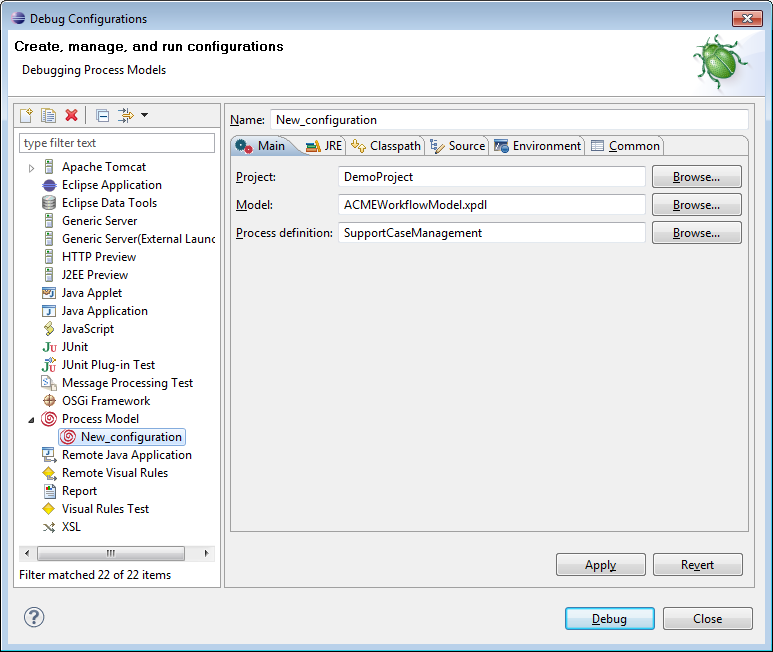 Debug Configurations
Create, manage, and run configurations
Debugging Process Models
type filter text
Apache Tomcat
Eclipse Application
Eclipse Data Tools
Generic Server
Generic Server(External Launc
HTTP Preview
J2EE Preview
Java Applet
Java Application
JavaScript
JUnit
JUnit Plug-in Test
Message Processing Test
OSGi Framework
Process Model
New_configuration
Remote Java Application
Remote Visual Rules
Report
Visual Rules Test
XSL
Filter matched 22 of 22 items
Name: New_configuration
Main JRE Classpath Source Environment Common
Project: DemoProject Browse...
Model: ACMEWorkflowModel.xpdl Browse...
Process definition: SupportCaseManagement Browse...
Apply Revert
? Debug Close